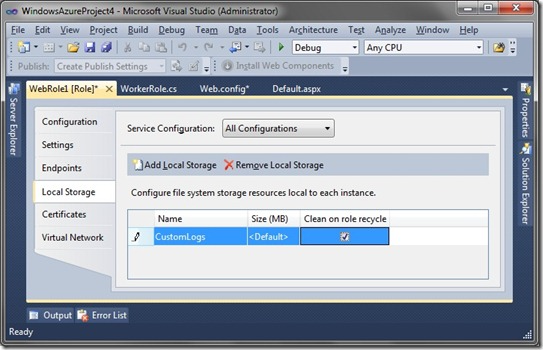 WindowsAzureProject4 - Microsoft Visual Studio (Administrator)
File Edit View Project Build Debug Team Data Tools Architecture Test Analyze Window Help
Debug Any CPU
Publish: Create Publish Settings Install Web Components
WebRole1 [Role]* WorkerRole.cs Web.config* Default.aspx
Server Explorer
Properties
Solution Explorer
Configuration
Settings
Endpoints
Local Storage
Certificates
Virtual Network
Service Configuration: All Configurations
Add Local Storage Remove Local Storage
Configure file system storage resources local to each instance.
Name Size (MB) Clean on role recycle
CustomLogs <Default>
Output Error List
Ready